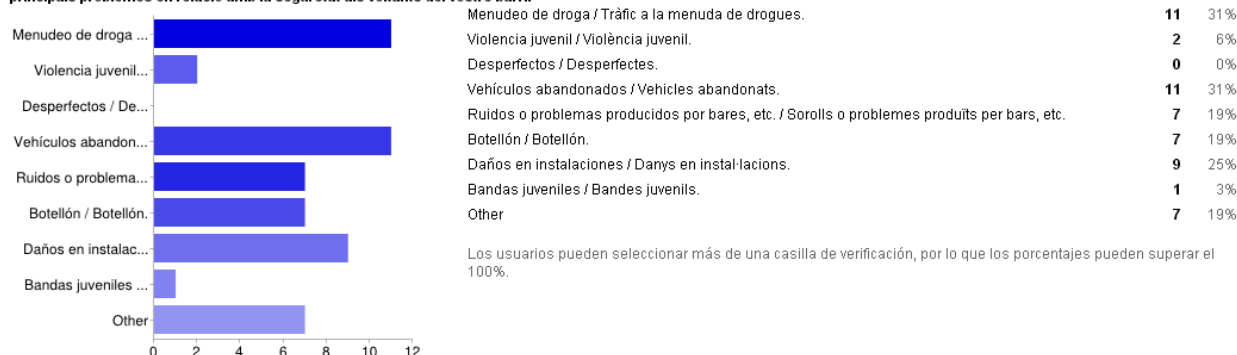 Menudeo de droga ...
Violencia juvenil...
Desperfectos / De...
Vehículos abandon...
Ruidos o problema...
Botellón / Botellón.
Daños en instalac...
Bandas juveniles ...
Other
0 2 4 6 8 10 12
Menudeo de droga / Tràfic a la menuda de drogues. 11 31%
Violencia juvenil / Violència juvenil. 2 6%
Desperfectos / Desperfectes. 0 0%
Vehículos abandonados / Vehicles abandonats. 11 31%
Ruidos o problemas producidos por bares, etc. / Sorolls o problemes produïts per bars, etc. 7 19%
Botellón / Botellón. 7 19%
Daños en instalaciones / Danys en instal·lacions. 9 25%
Bandas juveniles / Bandes juvenils. 1 3%
Other 7 19%
Los usuarios pueden seleccionar más de una casilla de verificación, por lo que los porcentajes pueden superar el
100%.